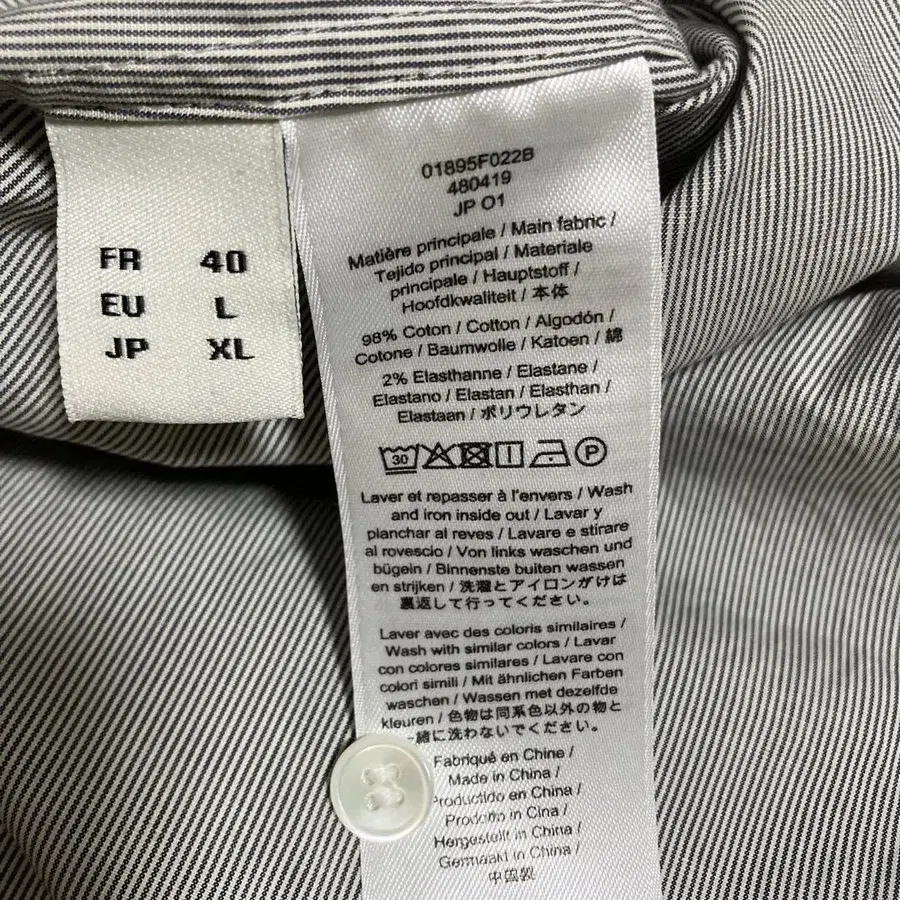 FR 40
EU L
JP XL
01895F022B
480419
JP O1
Matière principale / Main fabric /
Tejido principal / Materiale
principale / Hauptstoff /
Hoofdkwaliteit / 本体
98% Coton / Cotton / Algodón /
Cotone / Baumwolle / Katoen / 綿
2% Elasthanne / Elastane /
Elastano / Elastan / Elasthan /
Elastaan / ポリウレタン
30 P
Laver et repasser à l'envers / Wash
and iron inside out / Lavar y
planchar al reves / Lavare e stirare
al rovescio / Von links waschen und
bügeln / Binnenste buiten wassen
en strijken / 洗濯とアイロンがけは
裏返して行ってください。
Laver avec des coloris similaires /
Wash with similar colors / Lavar
con colores similares / Lavare con
colori simili / Mit ähnlichen Farben
waschen / Wassen met dezelfde
kleuren / 色物は同系色以外の物と
一緒に洗わないでください。
Fabriqué en Chine /
Made in China /
Producido en China /
Prodotto in Cina /
Hergestellt in China /
Gemaakt in China /
中国製